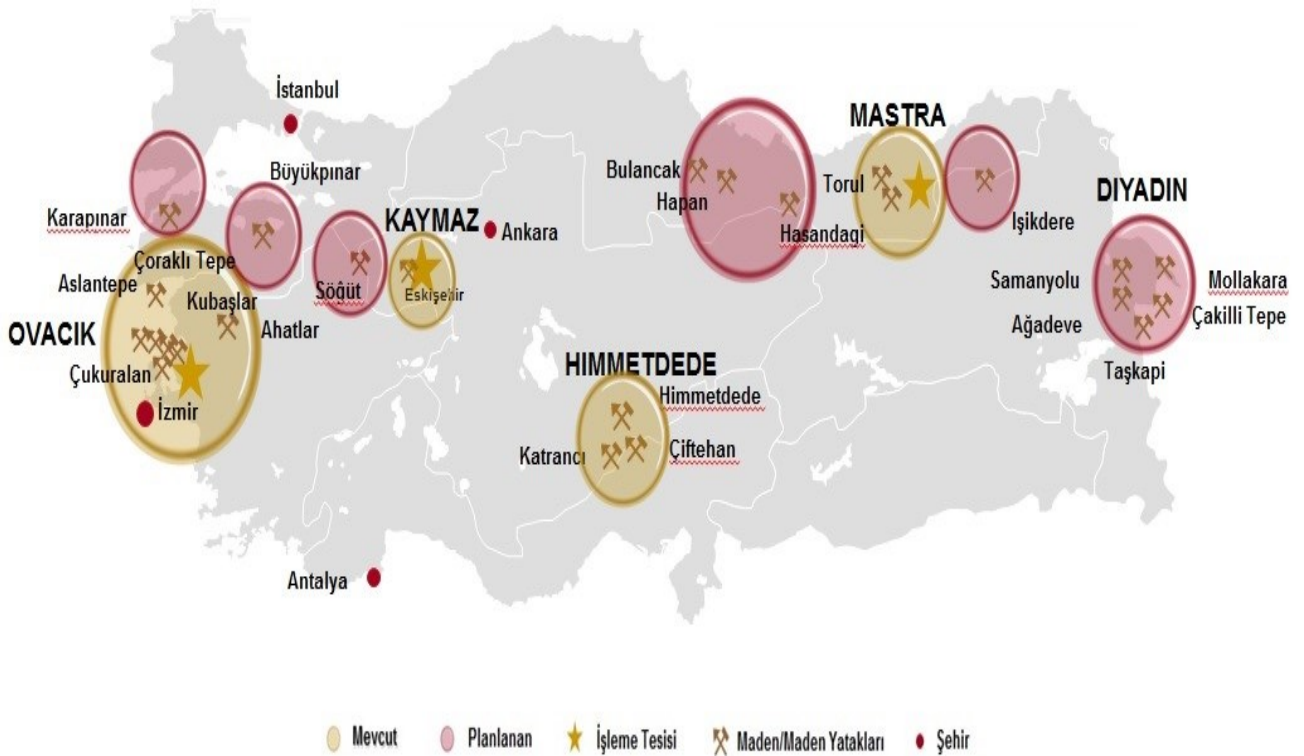 İstanbul
MASTRA
Büyükpınar
Bulancak
Hapan
Torul
Işikdere
DIYADIN
Karapınar
KAYMAZ
Ankara
Hasandagi
Çoraklı Tepe
Aslantepe
Kubaşlar
Söğüt
Eskişehir
Samanyolu
Mollakara
OVACIK
Ahatlar
Ağadeve
Çakilli Tepe
Çukuralan
HIMMETDEDE
Taşkapi
İzmir
Himmetdede
Katrancı
Çiftehan
Antalya
Mevcut
Planlanan
İşleme Tesisi
Maden/Maden Yatakları
Şehir